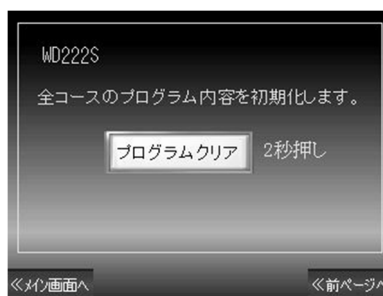 WD222S
全コースのプログラム内容を初期化します。
プログラムクリア 2秒押し
≪メイン画面へ ≪前ページへ